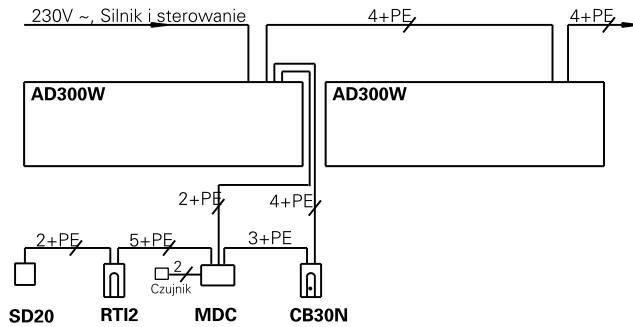 230V ~, Silnik i sterowanie
4+PE
4+PE
AD300W
AD300W
2+PE
4+PE
2+PE
5+PE
3+PE
2
Czujnik
SD20
RTI2
MDC
CB30N